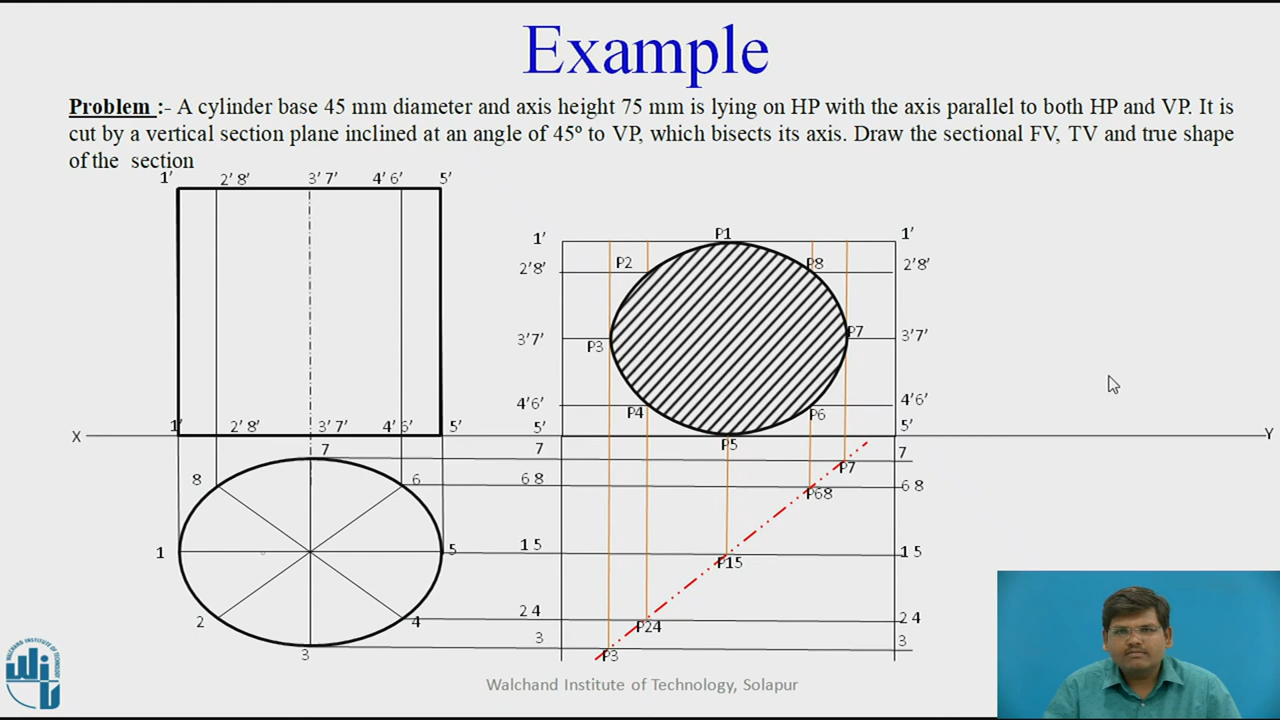 Example
Problem :- A cylinder base 45 mm diameter and axis height 75 mm is lying on HP with the axis parallel to both HP and VP. It is
cut by a vertical section plane inclined at an angle of 45º to VP, which bisects its axis. Draw the sectional FV, TV and true shape
of the section
1' 2' 8' 3' 7' 4' 6' 5'
1' P1 1'
2'8' P2 P8 2'8'
3'7' P3 P7 3'7'
4'6' P4 P6 4'6'
1' 2' 8' 3' 7' 4' 6' 5' 5' P5 5'
X Y
7 7 7
P7
8 6 6 8 P68 6 8
1 5 1 5 P15 1 5
2 4 2 4 P24 2 4
3 3 P3 3
WALCHAND INSTITUTE OF TECHNOLOGY
WIT
Walchand Institute of Technology, Solapur